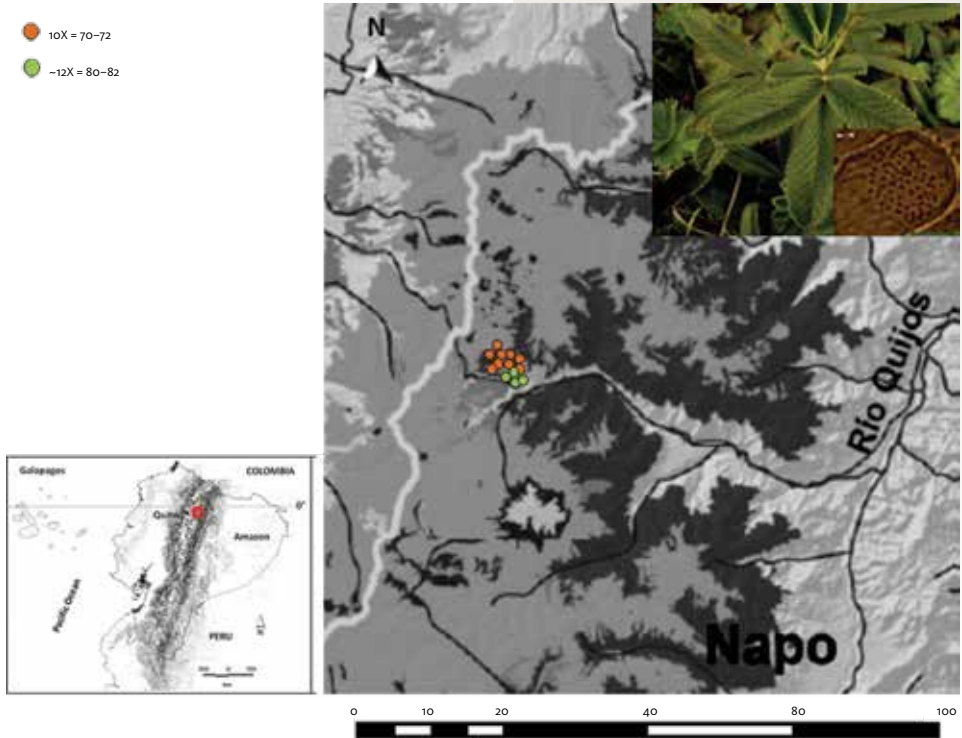 10X = 70–72
~12X = 80–82
N
Río Quijos
Napo
Galapagos
COLOMBIA
Quito
0°
Amazon
Pacific Ocean
PERU
0 10 20 40 80 100